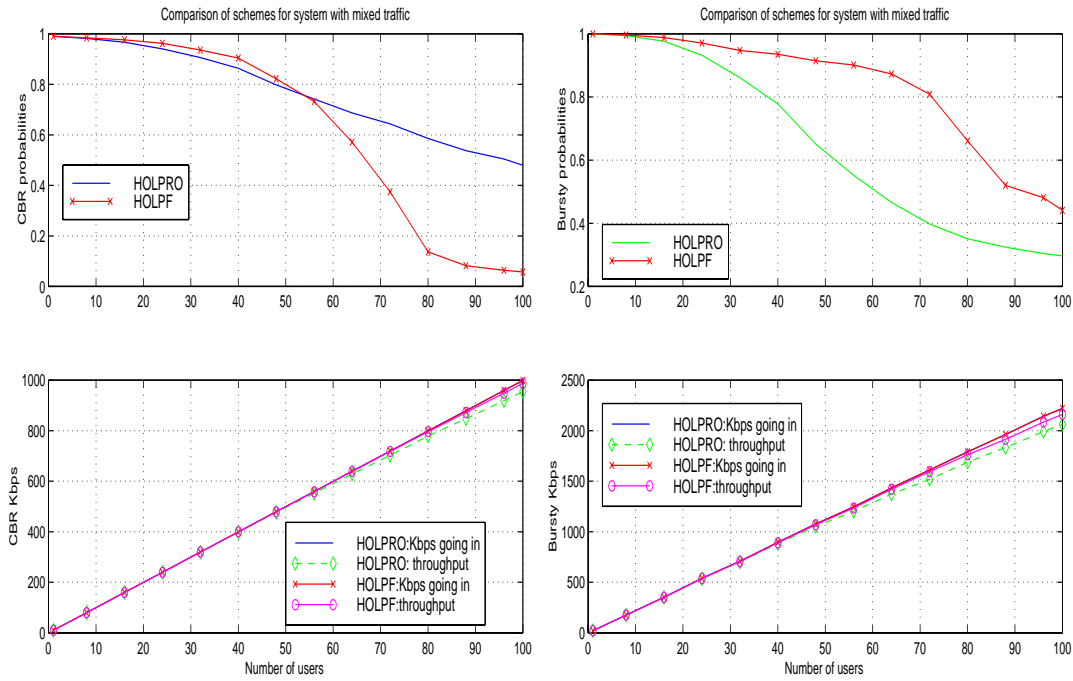 Comparison of schemes for system with mixed traffic
CBR probabilities
1
0.8
0.6
0.4
0.2
0
HOLPRO
HOLPF
0 10 20 30 40 50 60 70 80 90 100
Comparison of schemes for system with mixed traffic
Bursty probabilities
1
0.8
0.6
0.4
0.2
HOLPRO
HOLPF
0 10 20 30 40 50 60 70 80 90 100
CBR Kbps
1000
800
600
400
200
0
HOLPRO:Kbps going in
HOLPRO: throughput
HOLPF:Kbps going in
HOLPF:throughput
0 10 20 30 40 50 60 70 80 90 100
Number of users
Bursty Kbps
2500
2000
1500
1000
500
0
HOLPRO:Kbps going in
HOLPRO: throughput
HOLPF:Kbps going in
HOLPF:throughput
0 10 20 30 40 50 60 70 80 90 100
Number of users